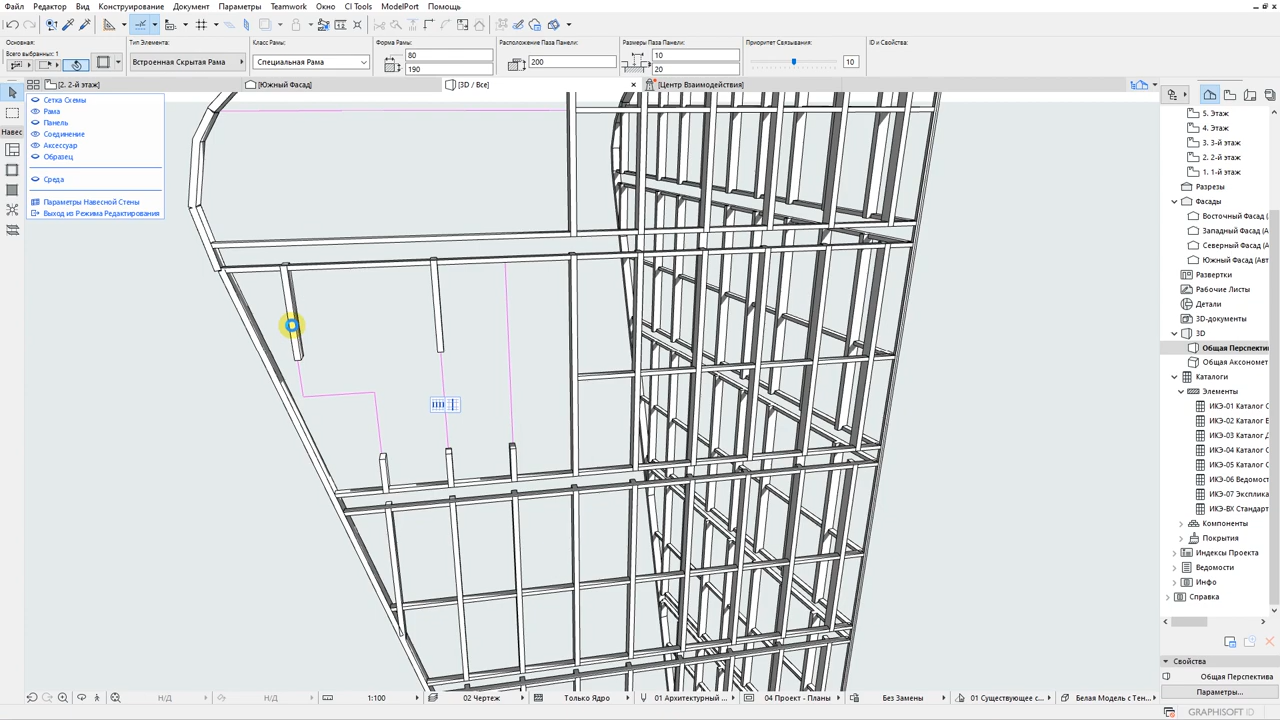 Файл Редактор Вид Конструирование Документ Параметры Teamwork Окно CI Tools ModelPort Помощь
Основная: Тип Элемента: Класс Рамы: Форма Рамы: Расположение Паза Панели: Размеры Паза Панели: Приоритет Связывания: ID и Свойства:
Всего выбранных: 1 Встроенная Скрытая Рама Специальная Рама 80 190 200 10 20 10
[2. 2-й этаж] [Южный Фасад] [3D / Все] [Центр Взаимодействия]
Навес
Сетка Схемы
Рама
Панель
Соединение
Аксессуар
Образец
Среда
Параметры Навесной Стены
Выход из Режима Редактирования
5. Этаж
4. Этаж
3. 3-й этаж
2. 2-й этаж
1. 1-й этаж
Разрезы
Фасады
Восточный Фасад (
Западный Фасад (А
Северный Фасад (А
Южный Фасад (Авт
Развертки
Рабочие Листы
Детали
3D-документы
3D
Общая Перспекти
Общая Аксономет
Каталоги
Элементы
ИКЭ-01 Каталог С
ИКЭ-02 Каталог
ИКЭ-03 Каталог Д
ИКЭ-04 Каталог
ИКЭ-05 Каталог
ИКЭ-06 Ведомост
ИКЭ-07 Эксплика
ИКЭ-ВХ Стандарт
Компоненты
Покрытия
Индексы Проекта
Ведомости
Инфо
Справка
Свойства
Общая Перспектива
Параметры...
Н/Д Н/Д 1:100 02 Чертеж Только Ядро 01 Архитектурный ... 04 Проект - Планы Без Замены 01 Существующее с... Белая Модель с Тен...
GRAPHISOFT ID